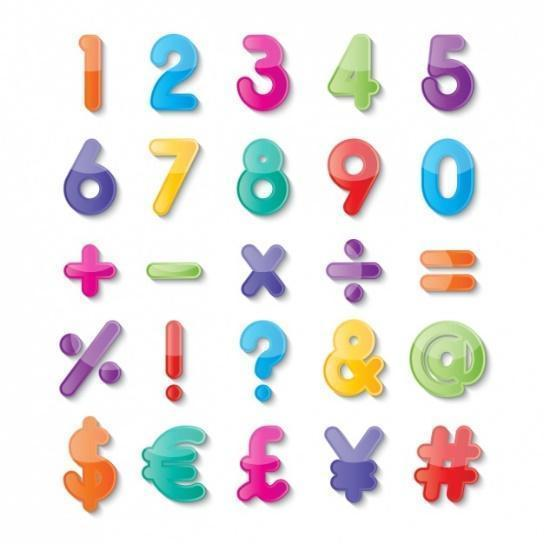 1 2 3 4 5
6 7 8 9 0
+ - x ÷ =
% ! ? & @
$ € £ ¥ #